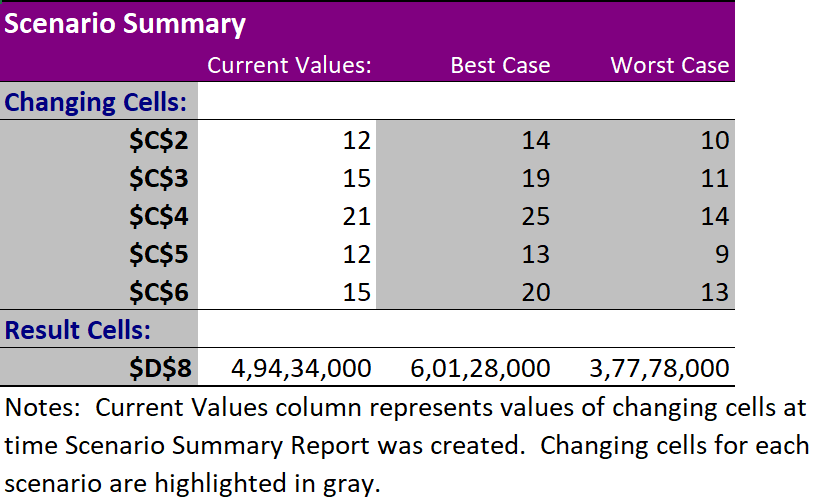 Scenario Summary
Current Values: Best Case Worst Case
Changing Cells:
$C$2 12 14 10
$C$3 15 19 11
$C$4 21 25 14
$C$5 12 13 9
$C$6 15 20 13
Result Cells:
$D$8 4,94,34,000 6,01,28,000 3,77,78,000
Notes:  Current Values column represents values of changing cells at
time Scenario Summary Report was created.  Changing cells for each
scenario are highlighted in gray.